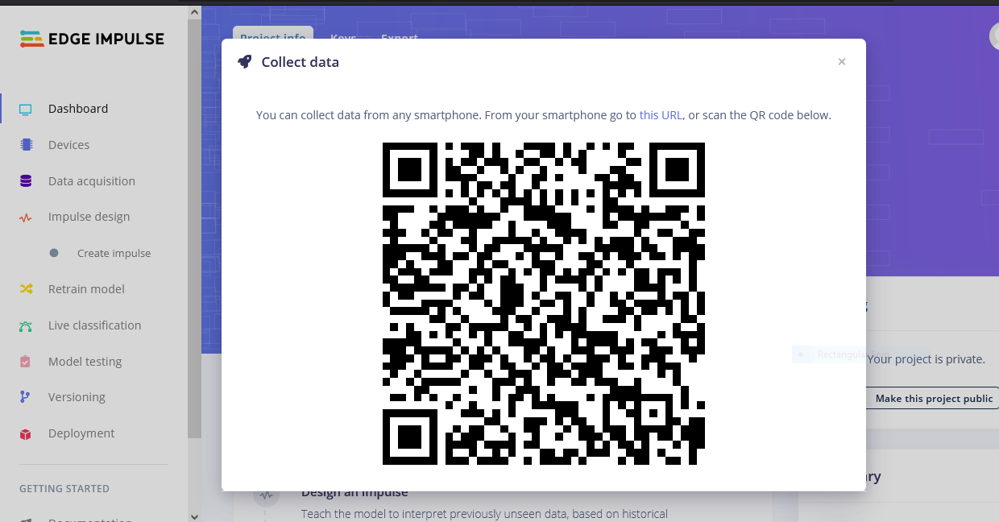 EDGE IMPULSE
Dashboard
Devices
Data acquisition
Impulse design
Create impulse
Retrain model
Live classification
Model testing
Versioning
Deployment
GETTING STARTED
Documentation
Project info
Keys
Export
Collect data
×
You can collect data from any smartphone. From your smartphone go to this URL, or scan the QR code below.
Your project is private.
Make this project public
Design an impulse
Teach the model to interpret previously unseen data, based on historical